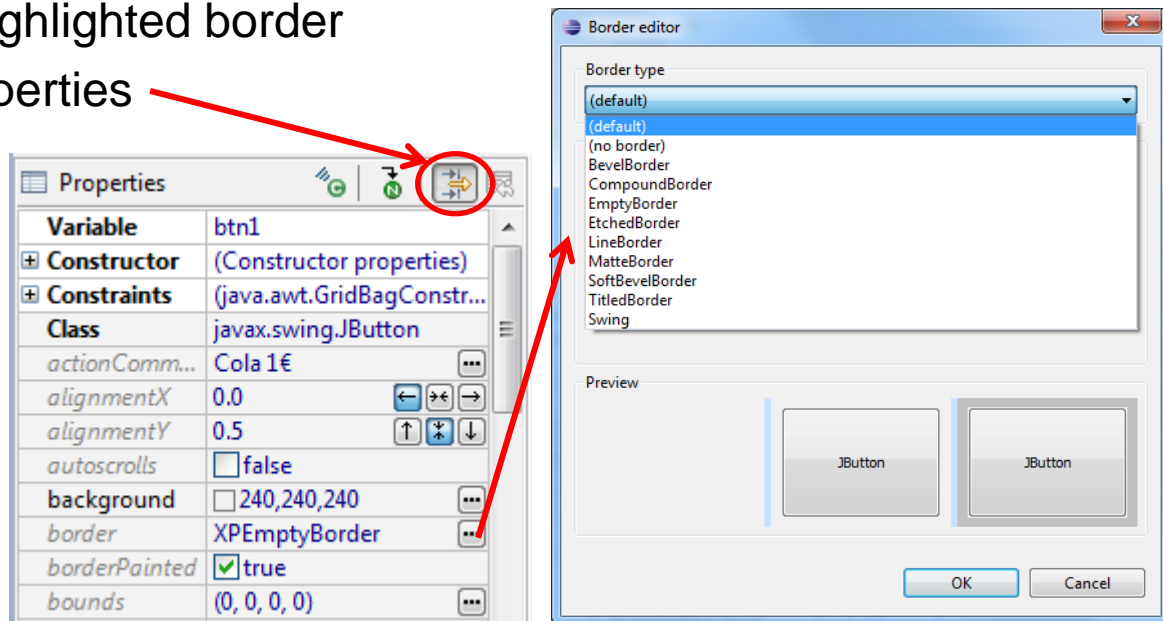 ghlighted border
perties
Properties
Variable btn1
Constructor (Constructor properties)
Constraints (java.awt.GridBagConstr...
Class javax.swing.JButton
actionComm... Cola 1€
alignmentX 0.0
alignmentY 0.5
autoscrolls false
background 240,240,240
border XPEmptyBorder
borderPainted true
bounds (0, 0, 0, 0)
Border editor
Border type
(default)
(default)
(no border)
BevelBorder
CompoundBorder
EmptyBorder
EtchedBorder
LineBorder
MatteBorder
SoftBevelBorder
TitledBorder
Swing
Preview
JButton JButton
OK Cancel